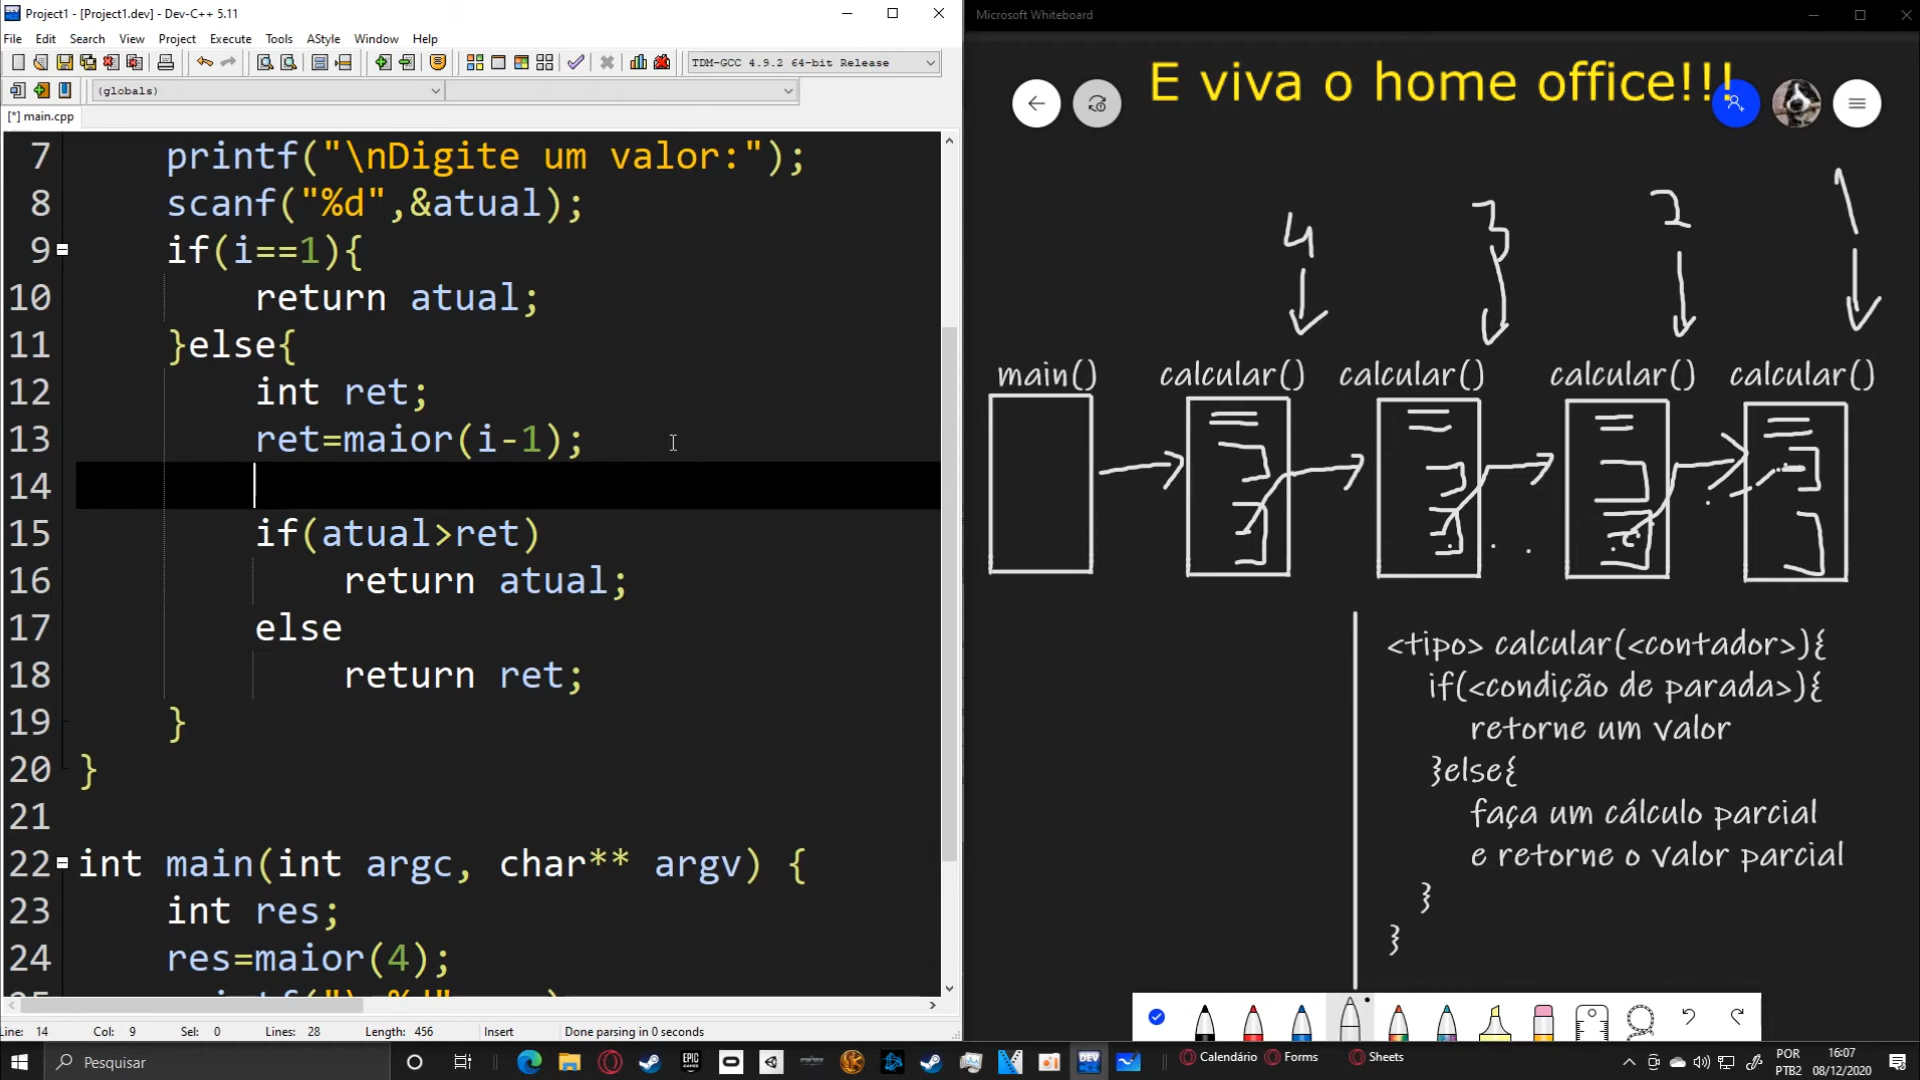 Project1 - [Project1.dev] - Dev-C++ 5.11
File Edit Search View Project Execute Tools AStyle Window Help
TDM-GCC 4.9.2 64-bit Release
(globals)
[*] main.cpp
7 printf("\nDigite um valor:");
8 scanf("%d",&atual);
9 if(i==1){
10 return atual;
11 }else{
12 int ret;
13 ret=maior(i-1);
14
15 if(atual>ret)
16 return atual;
17 else
18 return ret;
19 }
20 }
21
22 int main(int argc, char** argv) {
23 int res;
24 res=maior(4);
Line: 14 Col: 9 Sel: 0 Lines: 28 Length: 456 Insert Done parsing in 0 seconds
Microsoft Whiteboard
E viva o home office!!!
4 3 2 1
main() calcular() calcular() calcular() calcular()
<tipo> calcular(<contador>){
if(<condição de parada>){
retorne um valor
}else{
faça um cálculo parcial
e retorne o valor parcial
}
}
Pesquisar
EPIC GAMES
DEV
Calendário Forms Sheets
POR
PTB2
16:07
08/12/2020